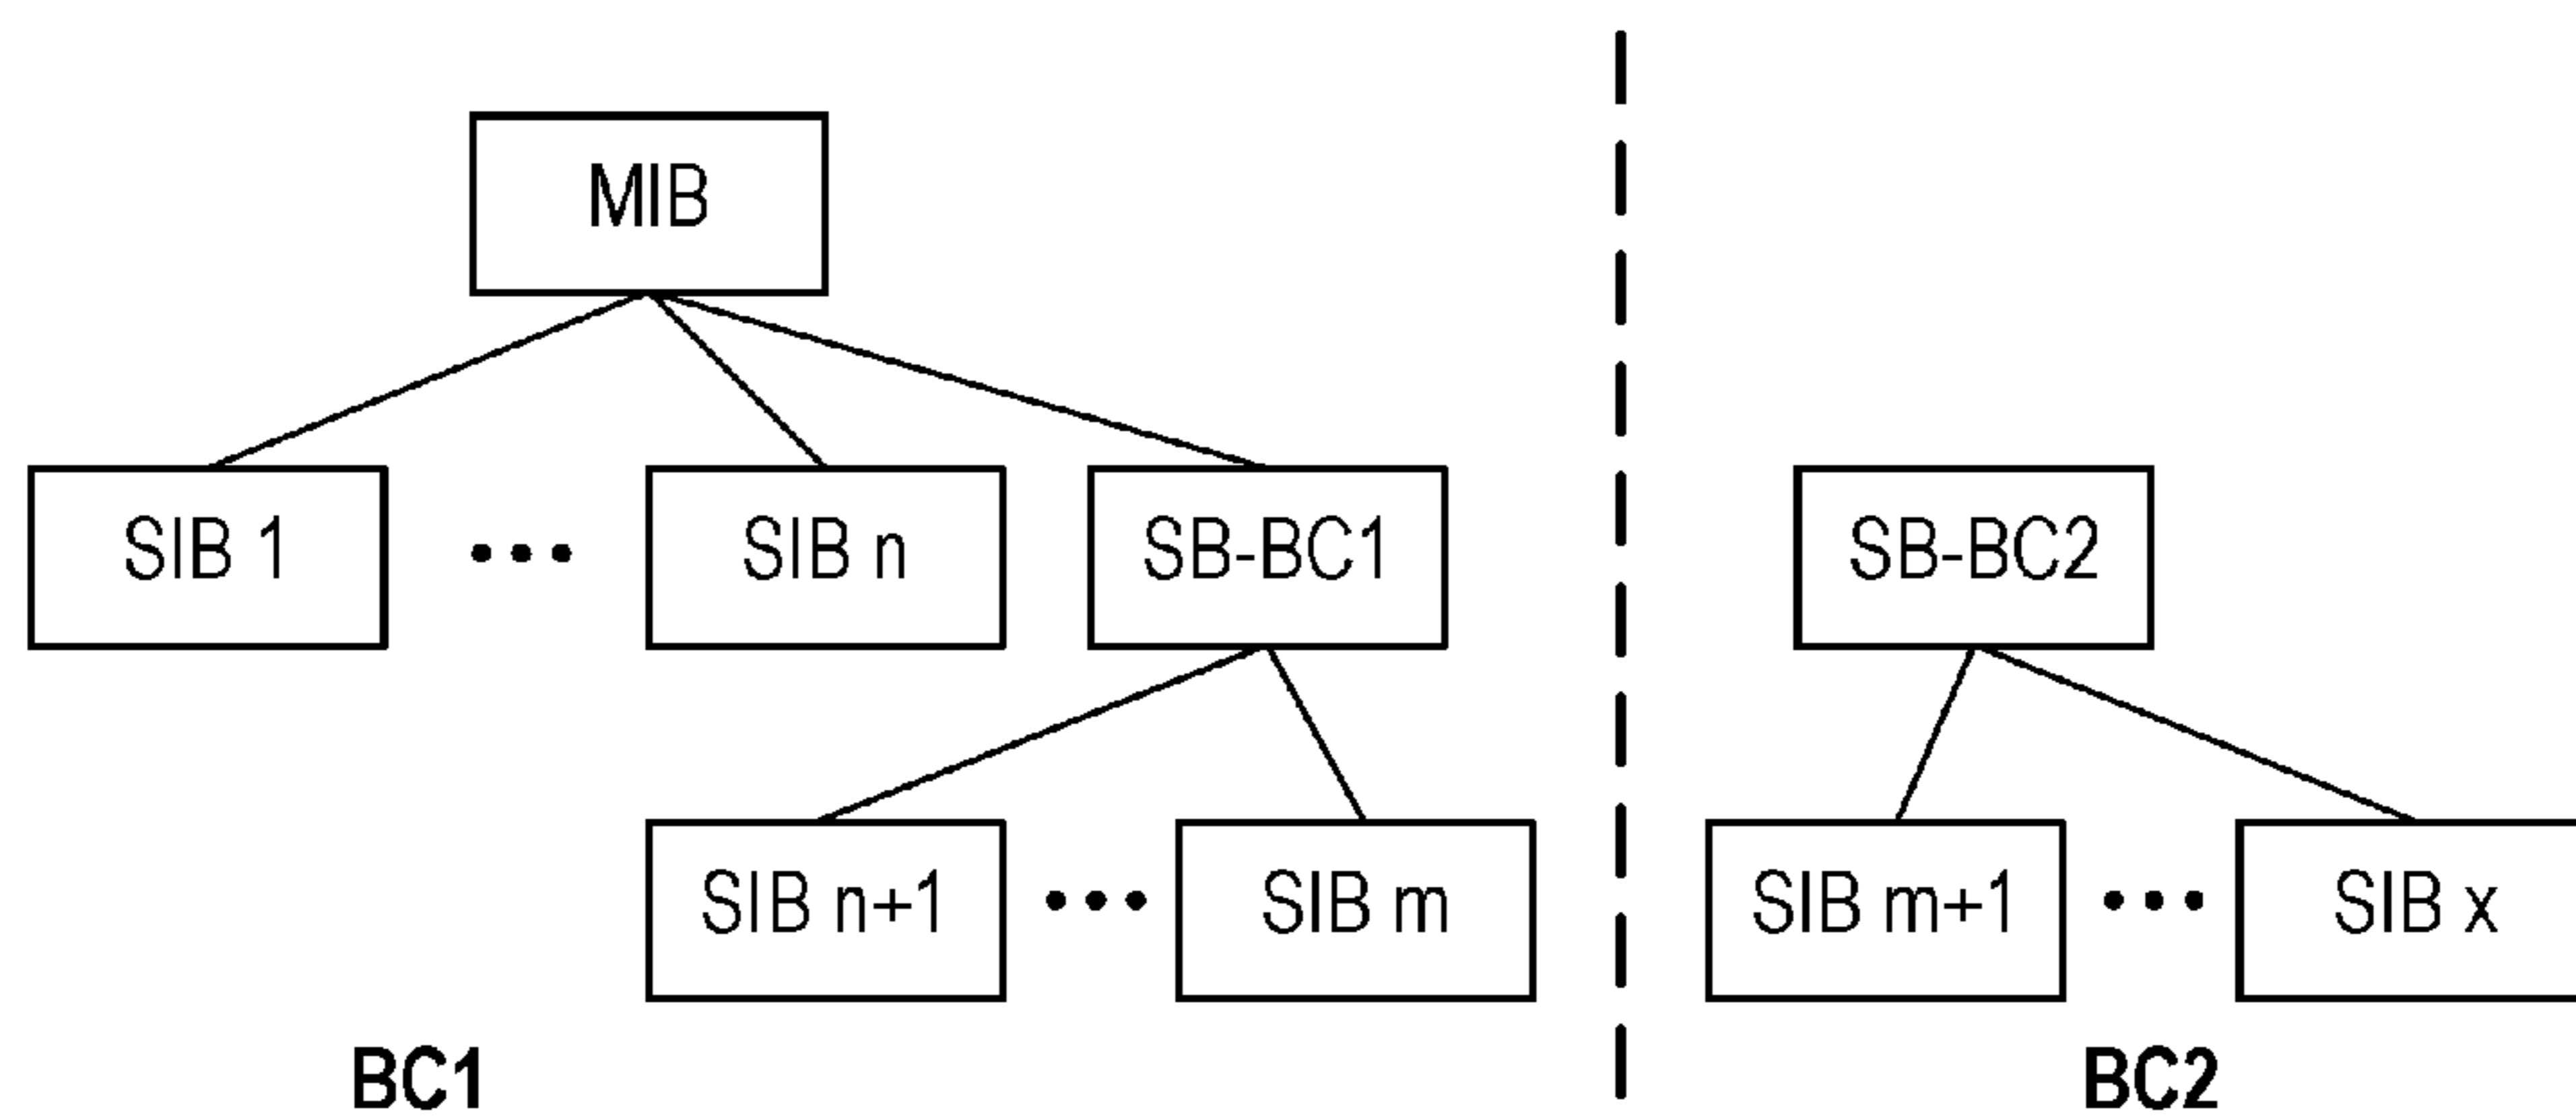 MIB
SIB 1 ••• SIB n SB-BC1 SB-BC2
SIB n+1 ••• SIB m SIB m+1 ••• SIB x
BC1 BC2